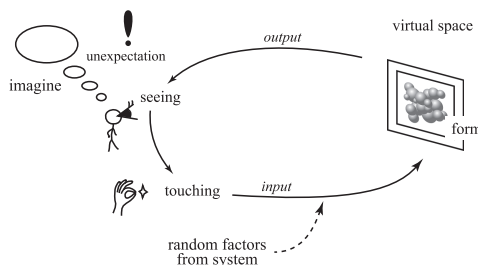 output
virtual space
unexpectation
imagine
seeing
form
touching
input
random factors
from system